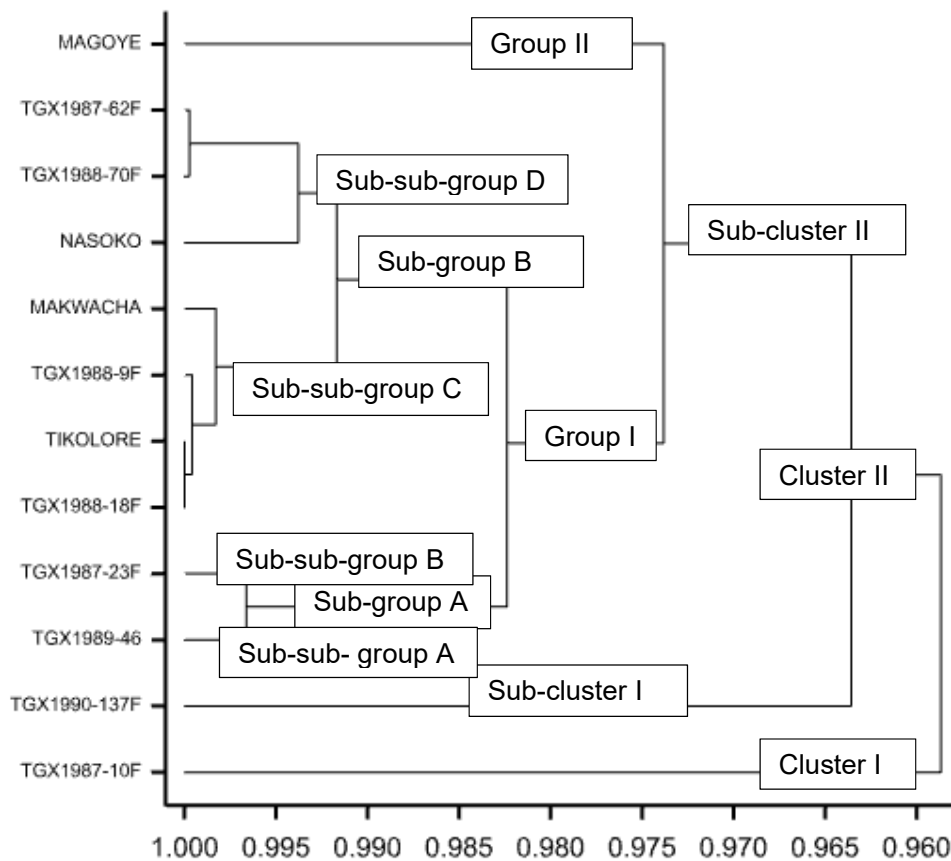 MAGOYE
Group II
TGX1987-62F
TGX1988-70F
Sub-sub-group D
Sub-cluster II
NASOKO
Sub-group B
MAKWACHA
TGX1988-9F
Sub-sub-group C
TIKOLORE
Group I
Cluster II
TGX1988-18F
TGX1987-23F
Sub-sub-group B
Sub-group A
TGX1989-46
Sub-sub- group A
Sub-cluster I
TGX1990-137F
TGX1987-10F
Cluster I
1.000 0.995 0.990 0.985 0.980 0.975 0.970 0.965 0.960